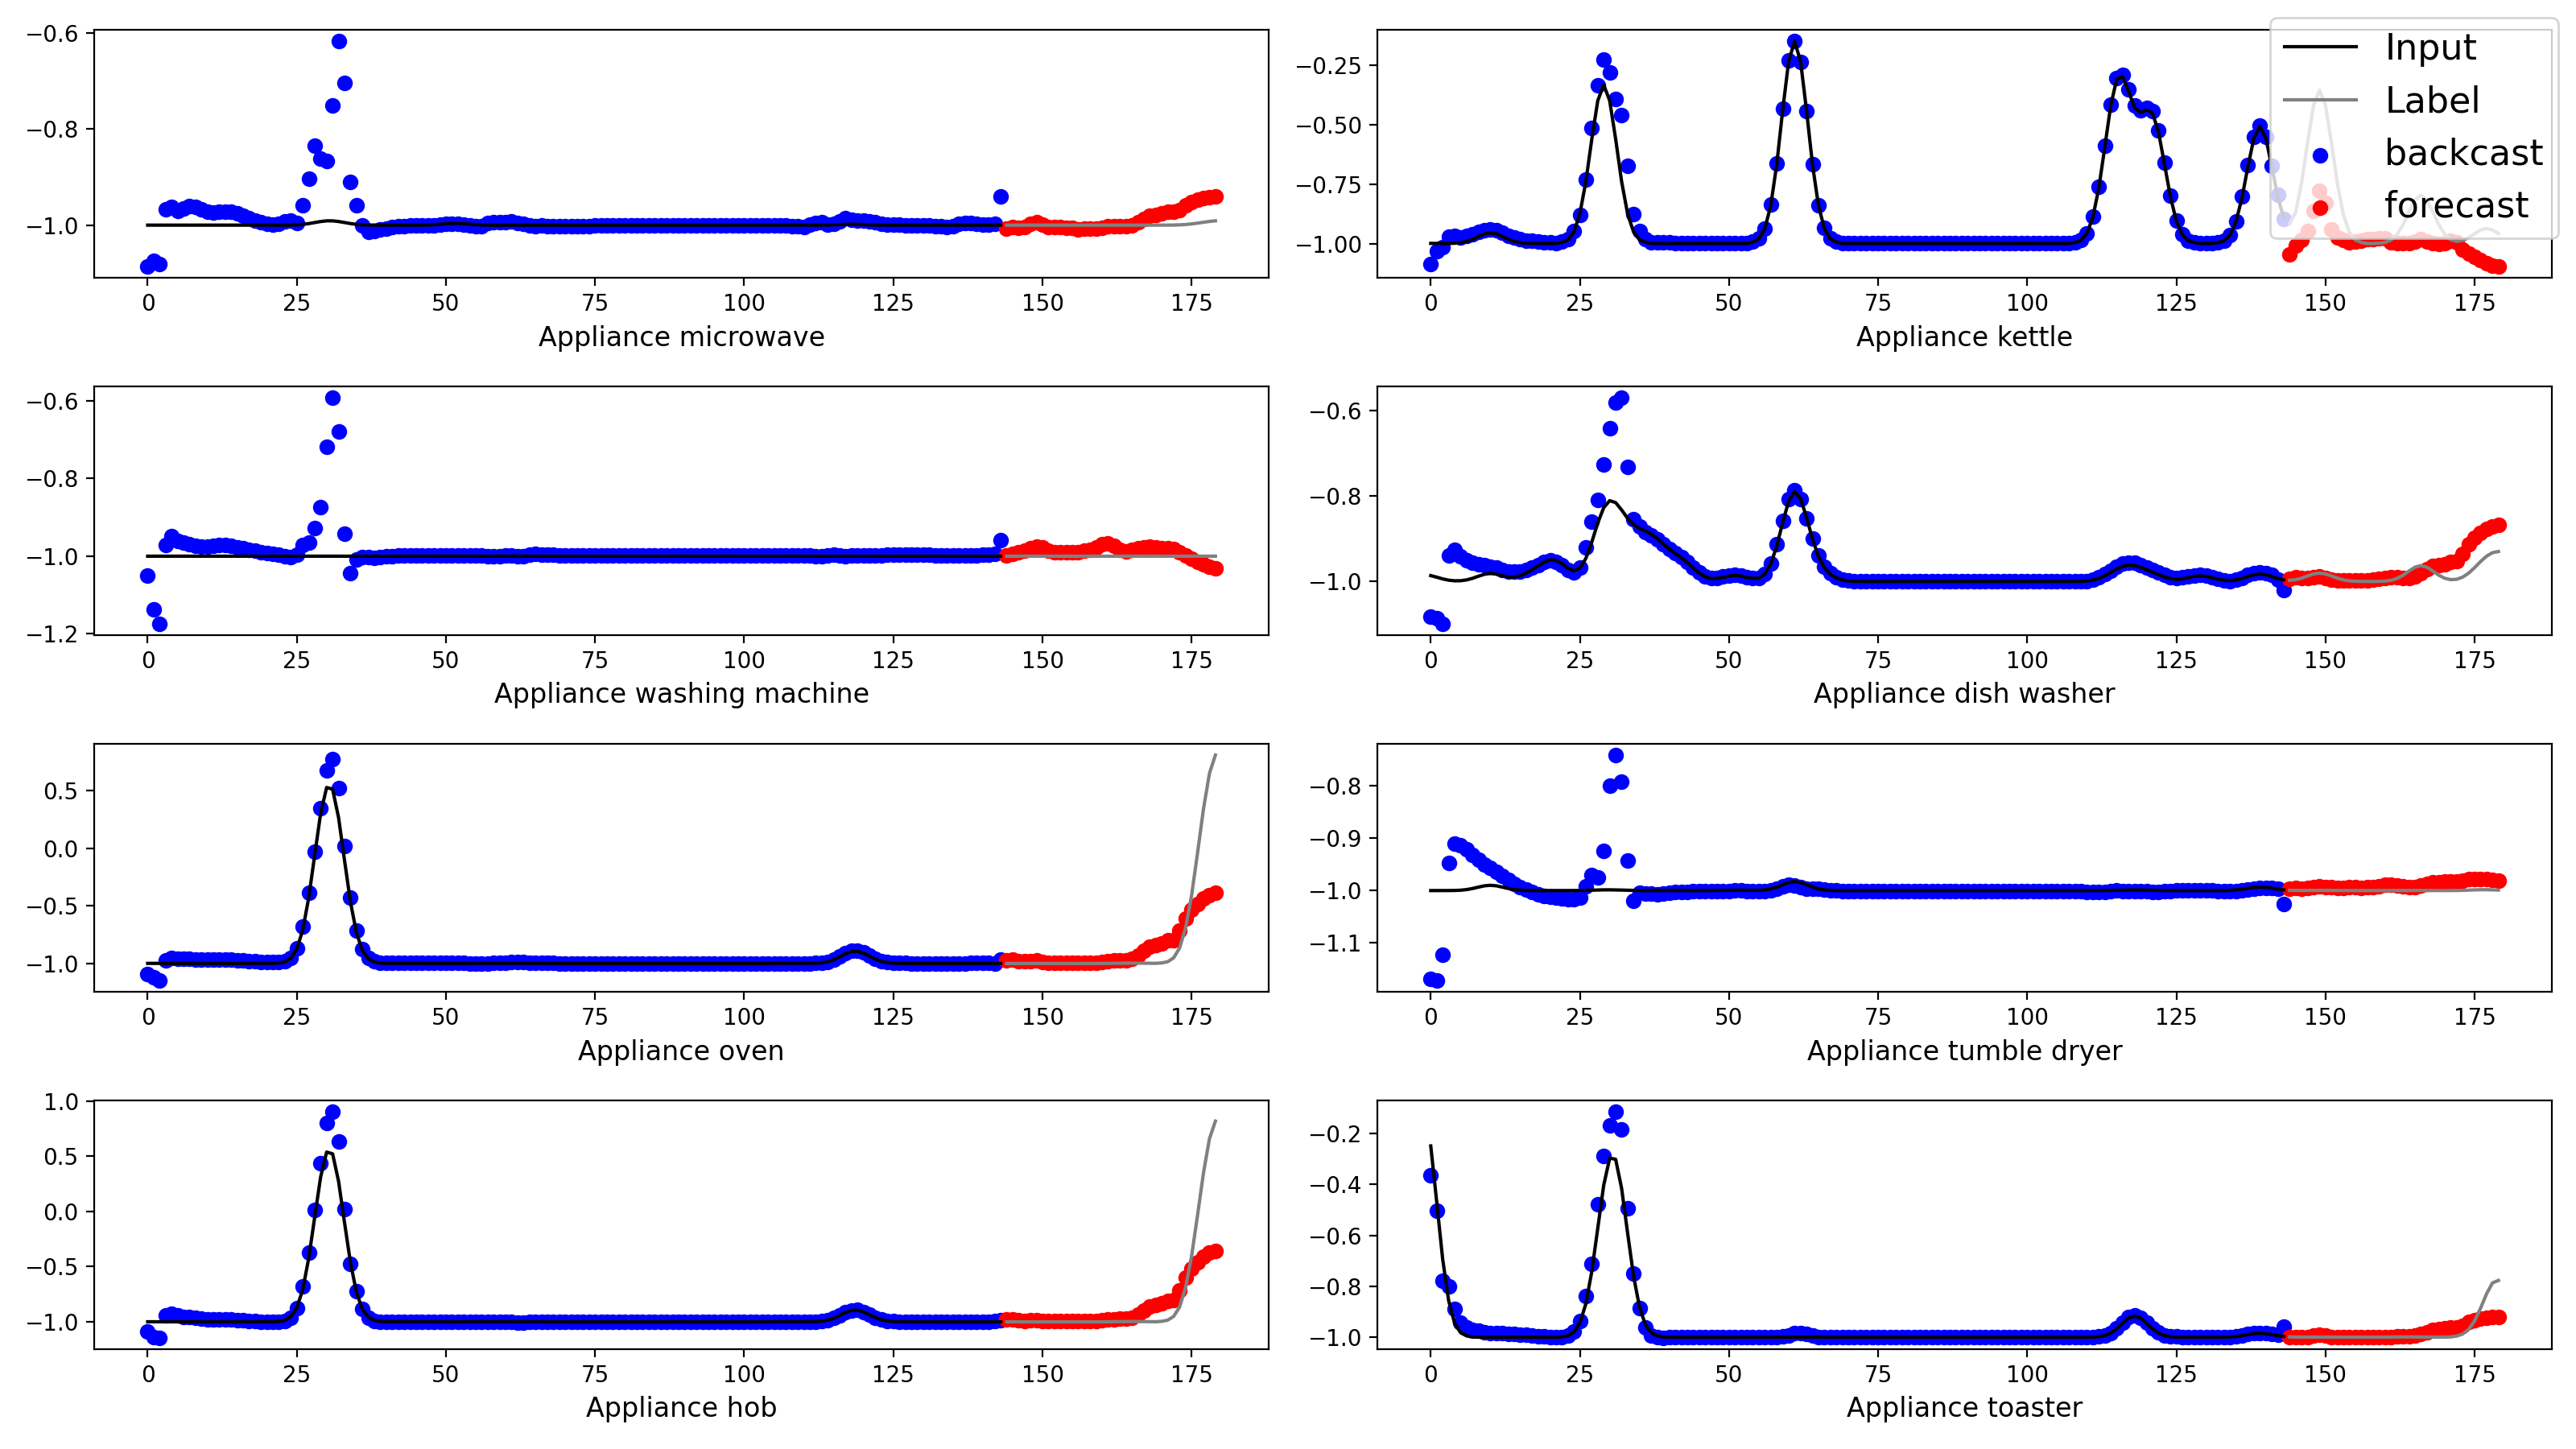 −0.6
−0.8
−1.0
0 25 50 75 100 125 150 175
Appliance microwave
−0.25
−0.50
−0.75
−1.00
0 25 50 75 100 125 150 175
Appliance kettle
Input
Label
backcast
forecast
−0.6
−0.8
−1.0
−1.2
0 25 50 75 100 125 150 175
Appliance washing machine
−0.6
−0.8
−1.0
0 25 50 75 100 125 150 175
Appliance dish washer
0.5
0.0
−0.5
−1.0
0 25 50 75 100 125 150 175
Appliance oven
−0.8
−0.9
−1.0
−1.1
0 25 50 75 100 125 150 175
Appliance tumble dryer
1.0
0.5
0.0
−0.5
−1.0
0 25 50 75 100 125 150 175
Appliance hob
−0.2
−0.4
−0.6
−0.8
−1.0
0 25 50 75 100 125 150 175
Appliance toaster